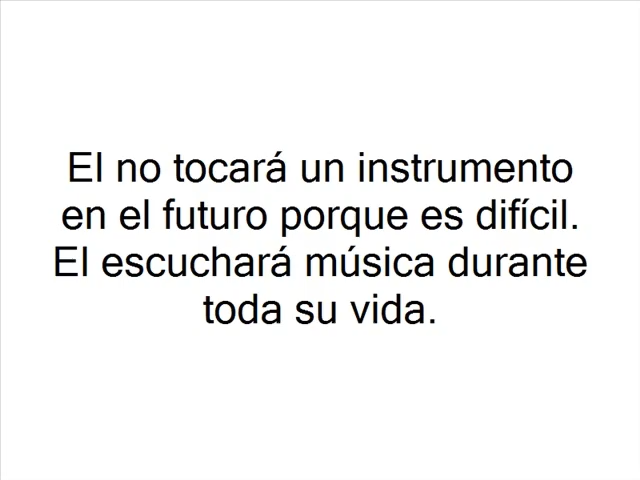 El no tocará un instrumento
en el futuro porque es difícil.
El escuchará música durante
toda su vida.